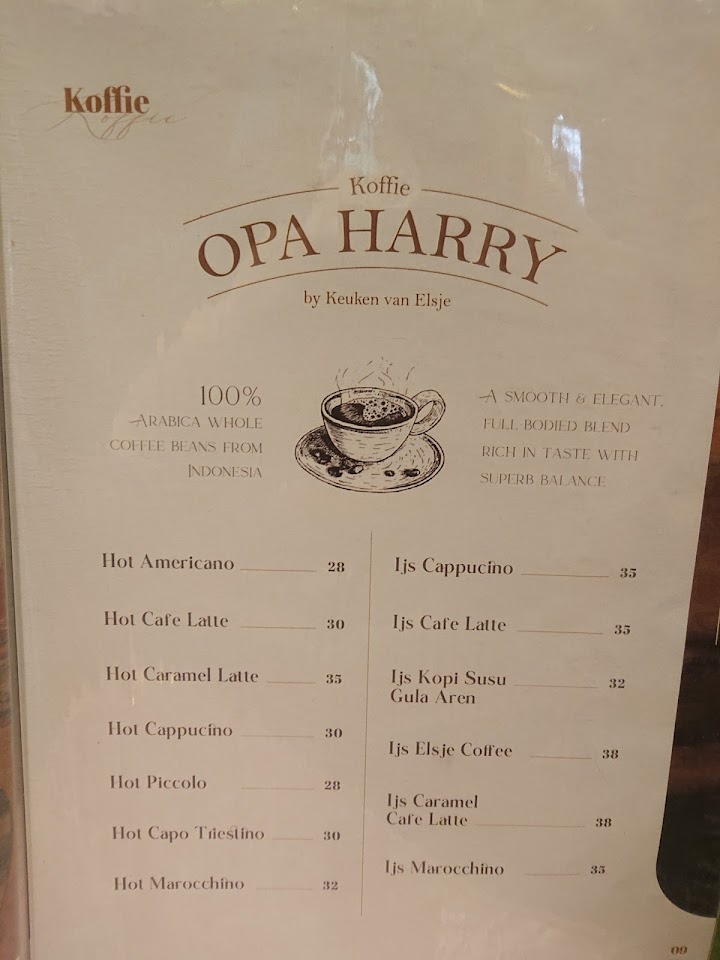 Koffie
Koffie
Koffie
OPA HARRY
by Keuken van Elsje
100%
ARABICA WHOLE
COFFEE BEANS FROM
INDONESIA
A SMOOTH & ELEGANT,
FULL BODIED BLEND
RICH IN TASTE WITH
SUPERB BALANCE
Hot Americano 28
Hot Cafe Latte 30
Hot Caramel Latte 35
Hot Cappucino 30
Hot Piccolo 28
Hot Capo Triestino 30
Hot Marocchino 32
Ijs Cappucino 35
Ijs Cafe Latte 35
Ijs Kopi Susu 32
Gula Aren
Ijs Elsje Coffee 38
Ijs Caramel
Cafe Latte 38
Ijs Marocchino 35
09